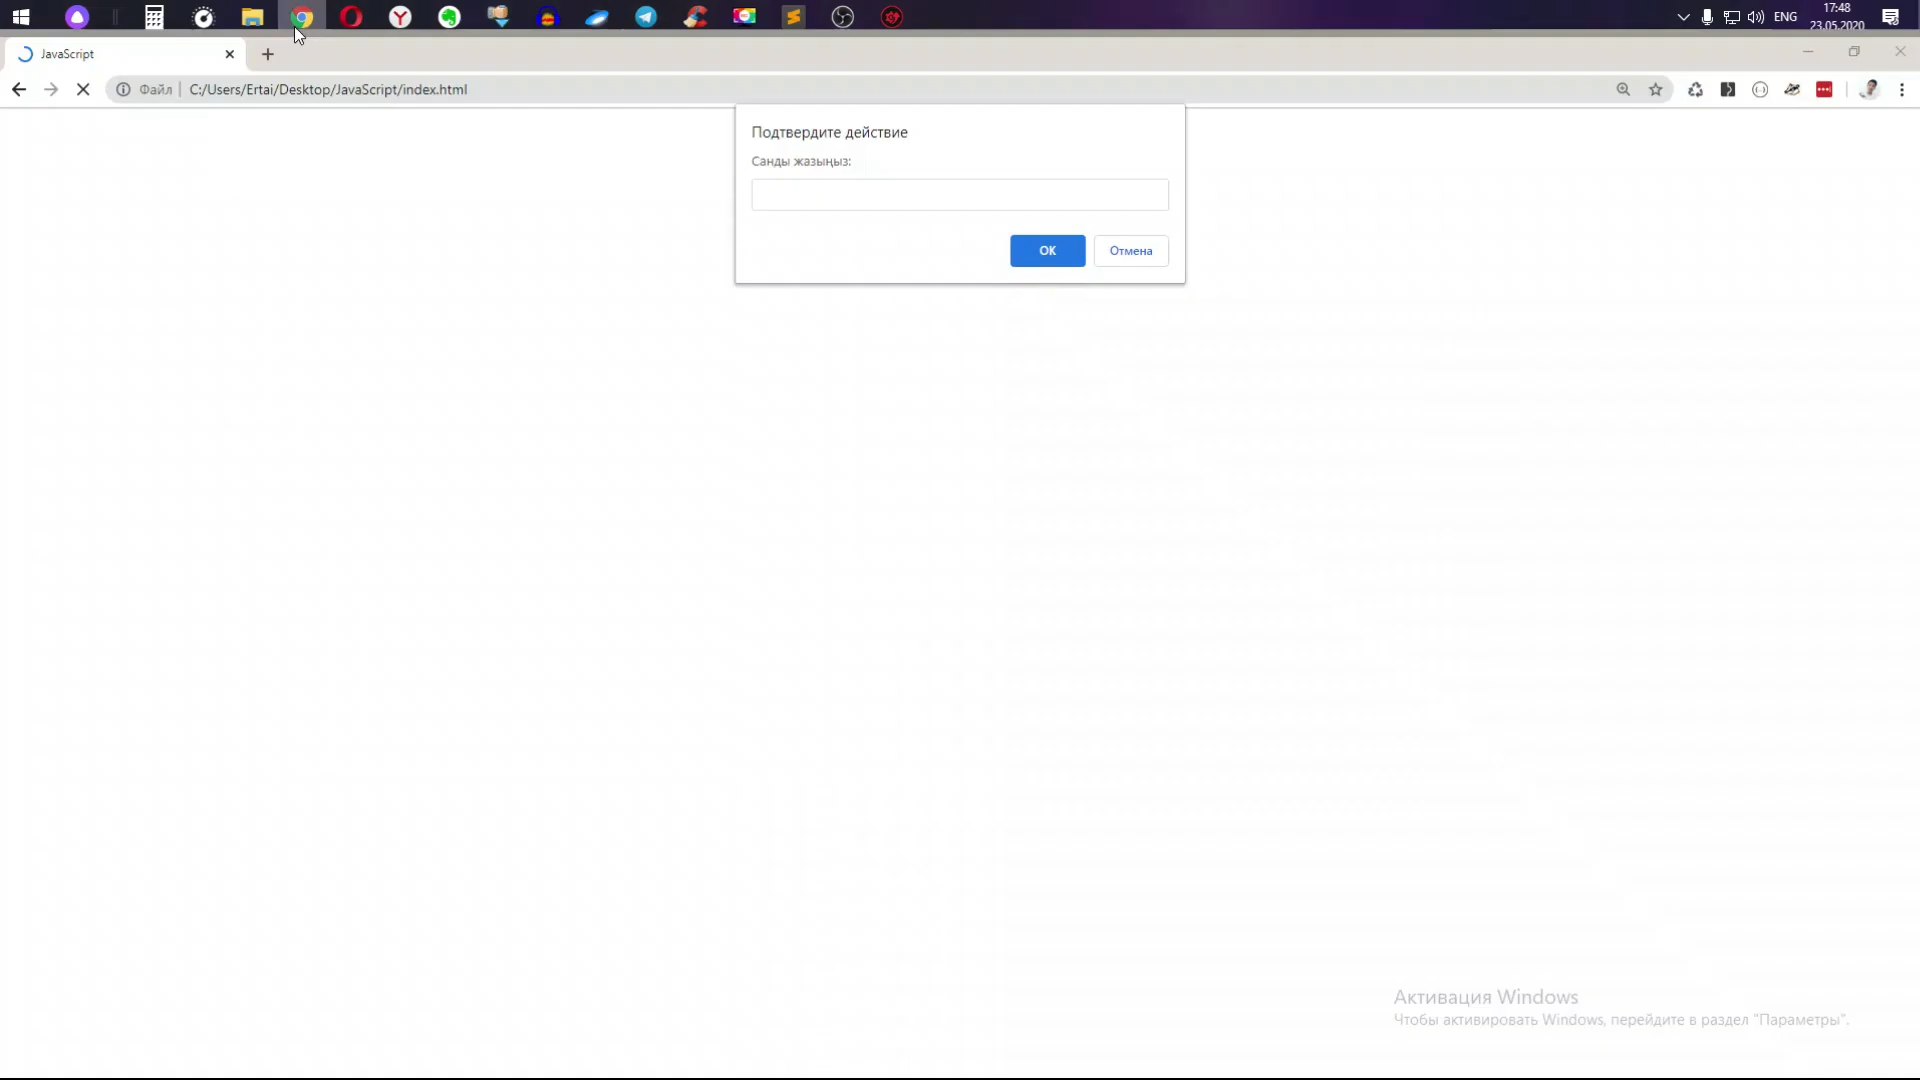 ENG
17:48
23.05.2020
JavaScript
Файл
C:/Users/Ertai/Desktop/JavaScript/index.html
Подтвердите действие
Санды жазыңыз:
ОК
Отмена
Активация Windows
Чтобы активировать Windows, перейдите в раздел "Параметры".